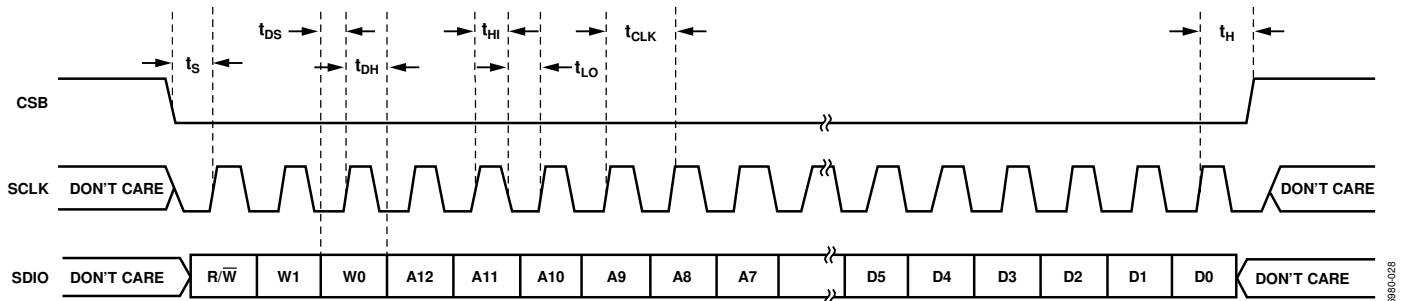 tDS
tHI
tCLK
tH
tS
tDH
tLO
CSB
SCLK DON'T CARE DON'T CARE
SDIO DON'T CARE R/W̅ W1 W0 A12 A11 A10 A9 A8 A7 D5 D4 D3 D2 D1 D0 DON'T CARE